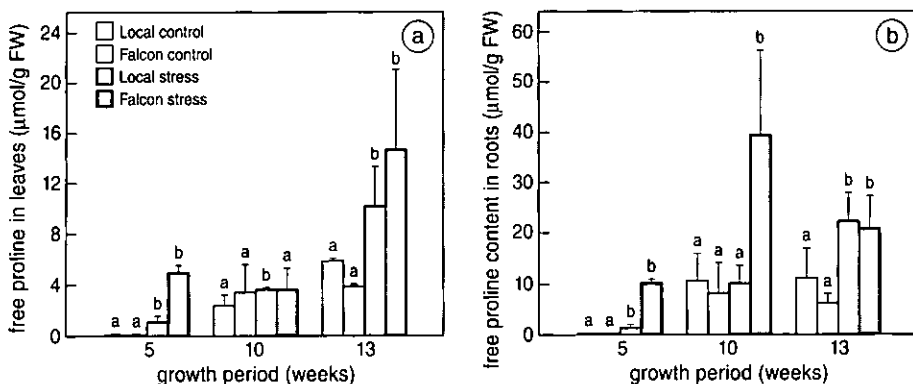 free proline in leaves (µmol/g FW)
24
20
16
12
8
4
0
Local control
Falcon control
Local stress
Falcon stress
a
a a b b
a a b a
a a b b
5 10 13
growth period (weeks)
free proline content in roots (µmol/g FW)
60
50
40
30
20
10
0
b
a a b b
a a a b
a a b b
5 10 13
growth period (weeks)